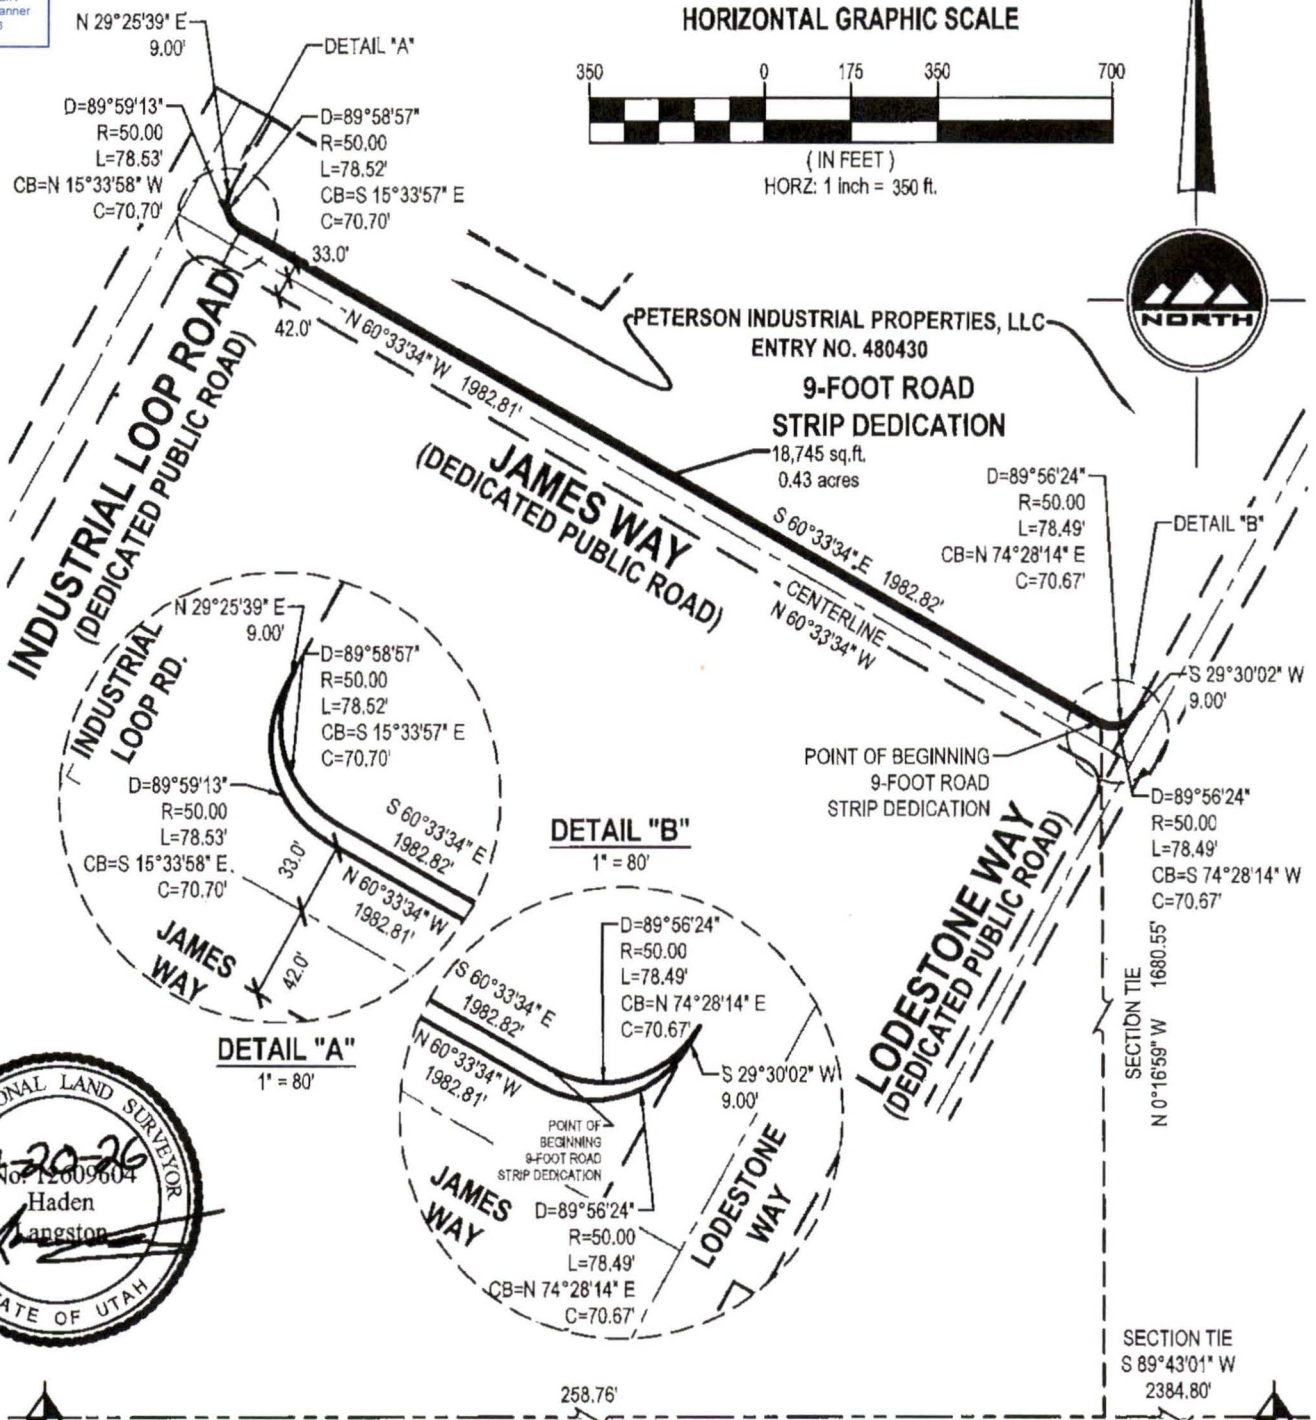 anner
N 29°25'39" E
9.00'
DETAIL "A"
D=89°59'13"
R=50.00
L=78.53'
CB=N 15°33'58" W
C=70.70'
D=89°58'57"
R=50.00
L=78.52'
CB=S 15°33'57" E
C=70.70'
HORIZONTAL GRAPHIC SCALE
350 0 175 350 700
( IN FEET )
HORZ: 1 inch = 350 ft.
NORTH
33.0'
42.0'
N 60°33'34" W 1982.81'
PETERSON INDUSTRIAL PROPERTIES, LLC
ENTRY NO. 480430
9-FOOT ROAD
STRIP DEDICATION
18,745 sq.ft.
0.43 acres
INDUSTRIAL LOOP ROAD
(DEDICATED PUBLIC ROAD)
JAMES WAY
(DEDICATED PUBLIC ROAD)
S 60°33'34" E 1982.82'
CENTERLINE
N 60°33'34" W
D=89°56'24"
R=50.00
L=78.49'
CB=N 74°28'14" E
C=70.67'
DETAIL "B"
S 29°30'02" W
9.00'
POINT OF BEGINNING
9-FOOT ROAD
STRIP DEDICATION
D=89°56'24"
R=50.00
L=78.49'
CB=S 74°28'14" W
C=70.67'
LODESTONE WAY
(DEDICATED PUBLIC ROAD)
SECTION TIE
N 0°16'59" W 1680.55'
N 29°25'39" E
9.00'
INDUSTRIAL
LOOP RD.
D=89°58'57"
R=50.00
L=78.52'
CB=S 15°33'57" E
C=70.70'
D=89°59'13"
R=50.00
L=78.53'
CB=S 15°33'58" E
C=70.70'
S 60°33'34" E
1982.82'
N 60°33'34" W
1982.81'
33.0'
42.0'
JAMES
WAY
DETAIL "A"
1" = 80'
DETAIL "B"
1" = 80'
D=89°56'24"
R=50.00
L=78.49'
CB=N 74°28'14" E
C=70.67'
S 60°33'34" E
1982.82'
N 60°33'34" W
1982.81'
S 29°30'02" W
9.00'
POINT OF
BEGINNING
9-FOOT ROAD
STRIP DEDICATION
JAMES
WAY
LODESTONE
WAY
D=89°56'24"
R=50.00
L=78.49'
CB=N 74°28'14" E
C=70.67'
ONAL LAND SURVEYOR
-20-26
No. 12609604
Haden
Langston
ATE OF UTAH
258.76'
SECTION TIE
S 89°43'01" W
2384.80'